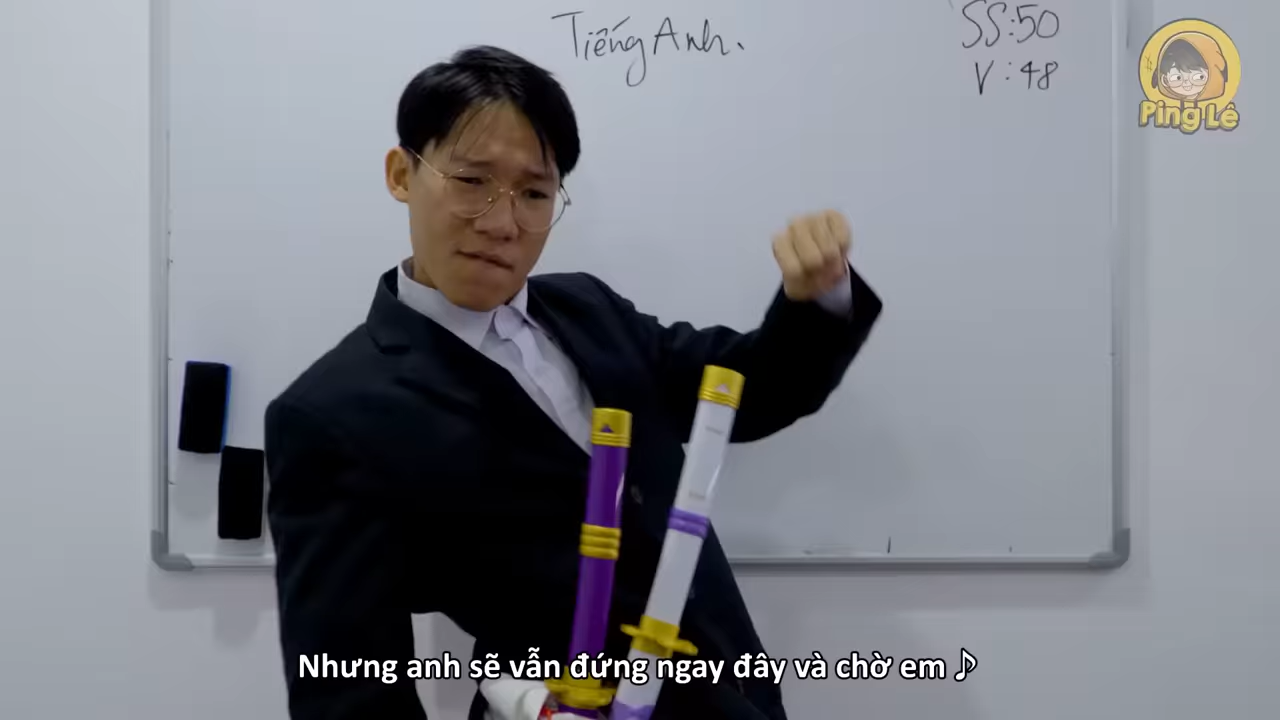 Tiếng Anh.
SS:50
V:48
Ping Lê
Nhưng anh sẽ vẫn đứng ngay đây và chờ em ♪